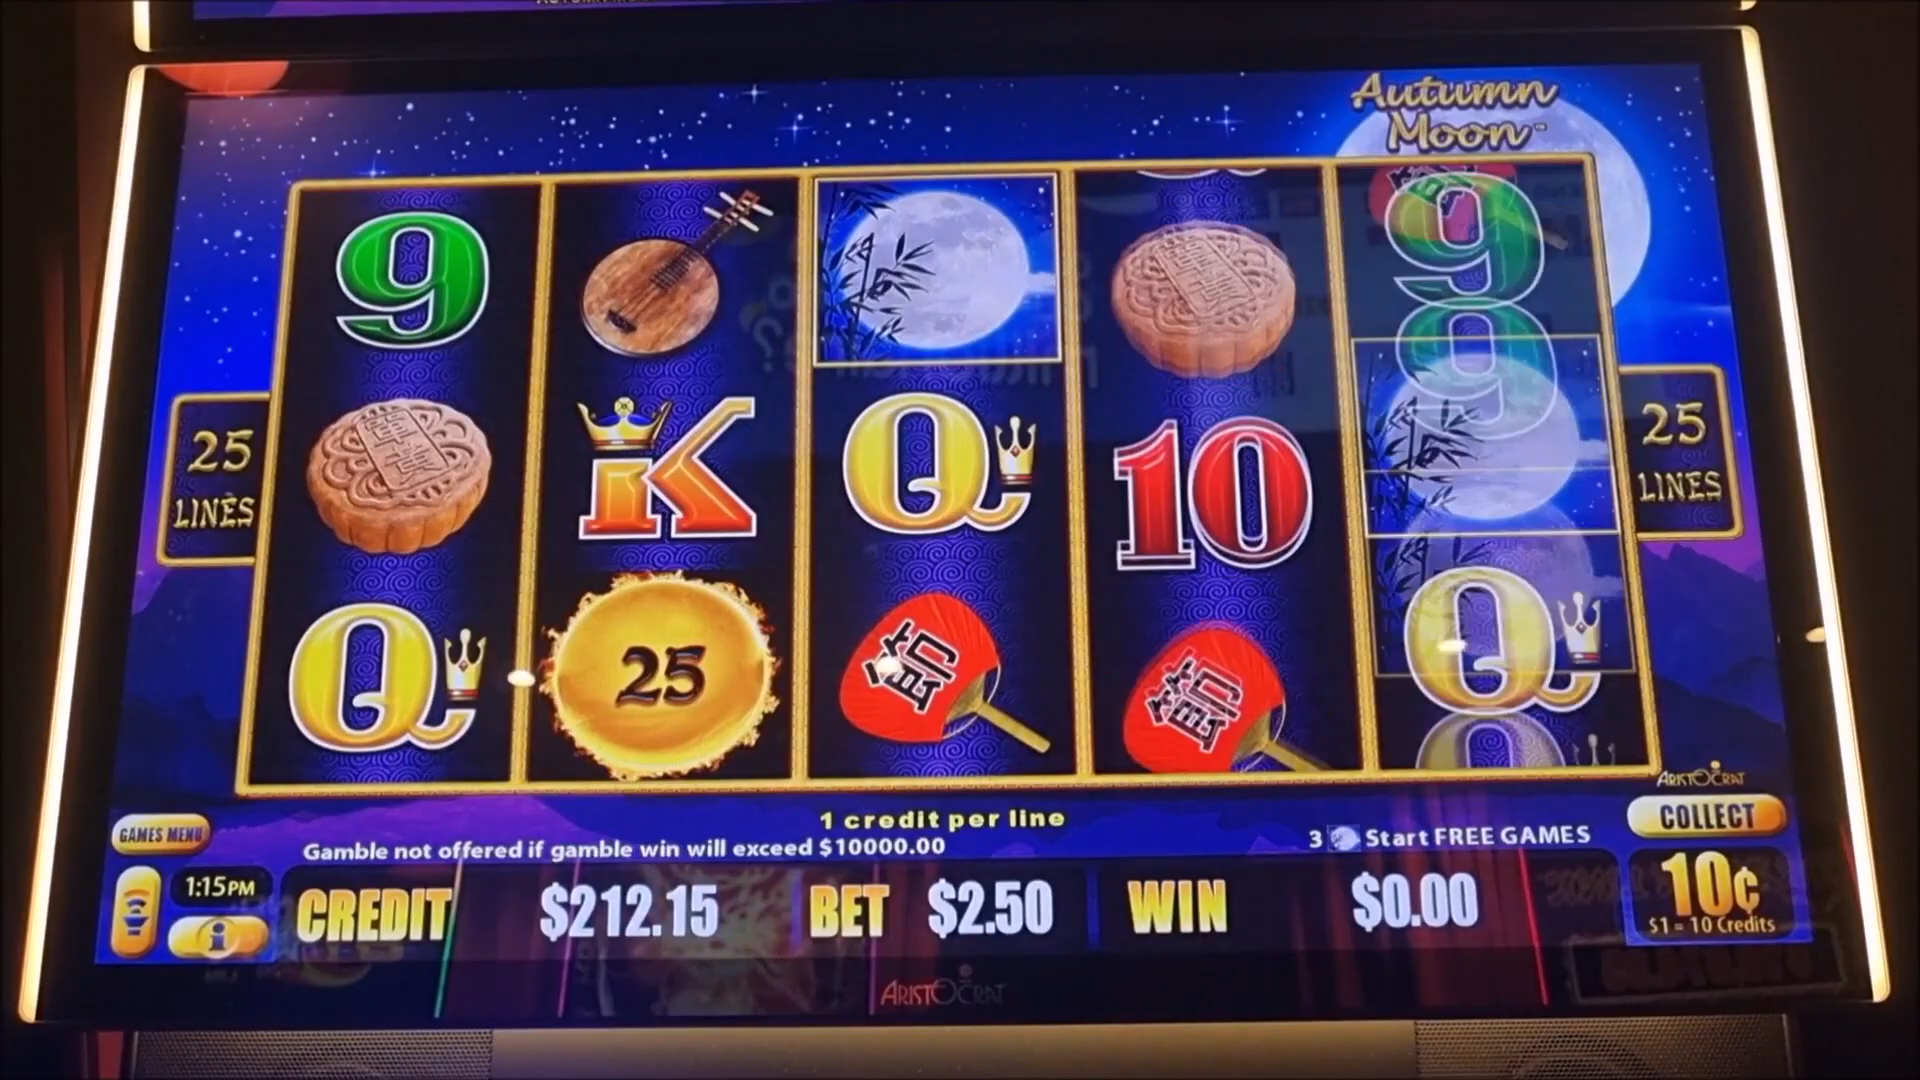 Autumn
Moon
9
9
9
K
Q
10
Q
25
Q
25
LINES
25
LINES
ARISTOCRAT
GAMES MENU
1 credit per line
COLLECT
Gamble not offered if gamble win will exceed $10000.00
3 Start FREE GAMES
1:15PM
CREDIT $212.15 BET $2.50 WIN $0.00
10¢
$1 = 10 Credits
i
ARISTOCRAT